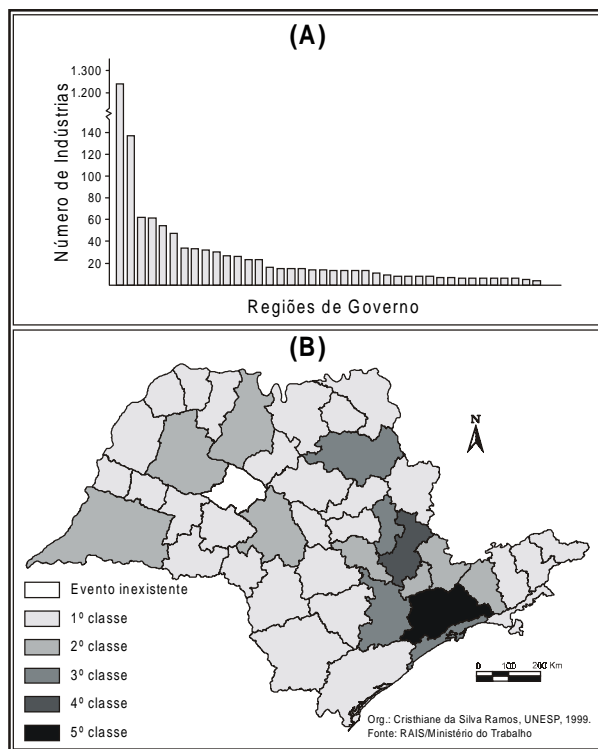 (A)
Número de Indústrias
1.300
1.200
140
120
100
80
60
40
20
Regiões de Governo
(B)
N
Evento inexistente
1º classe
2º classe
3º classe
4º classe
5º classe
0 100 200 Km
Org.: Cristhiane da Silva Ramos, UNESP, 1999.
Fonte: RAIS/Ministério do Trabalho